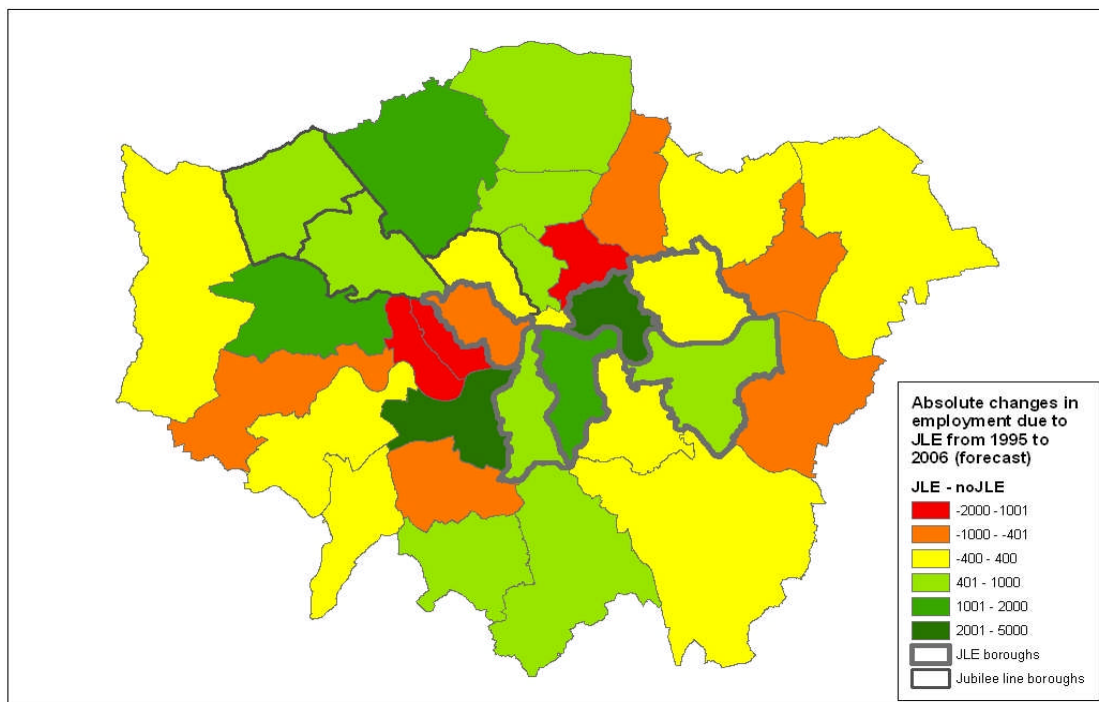 Absolute changes in
employment due to
JLE from 1995 to
2006 (forecast)
JLE - noJLE
-2000 -1001
-1000 - -401
-400 - 400
401 - 1000
1001 - 2000
2001 - 5000
JLE boroughs
Jubilee line boroughs